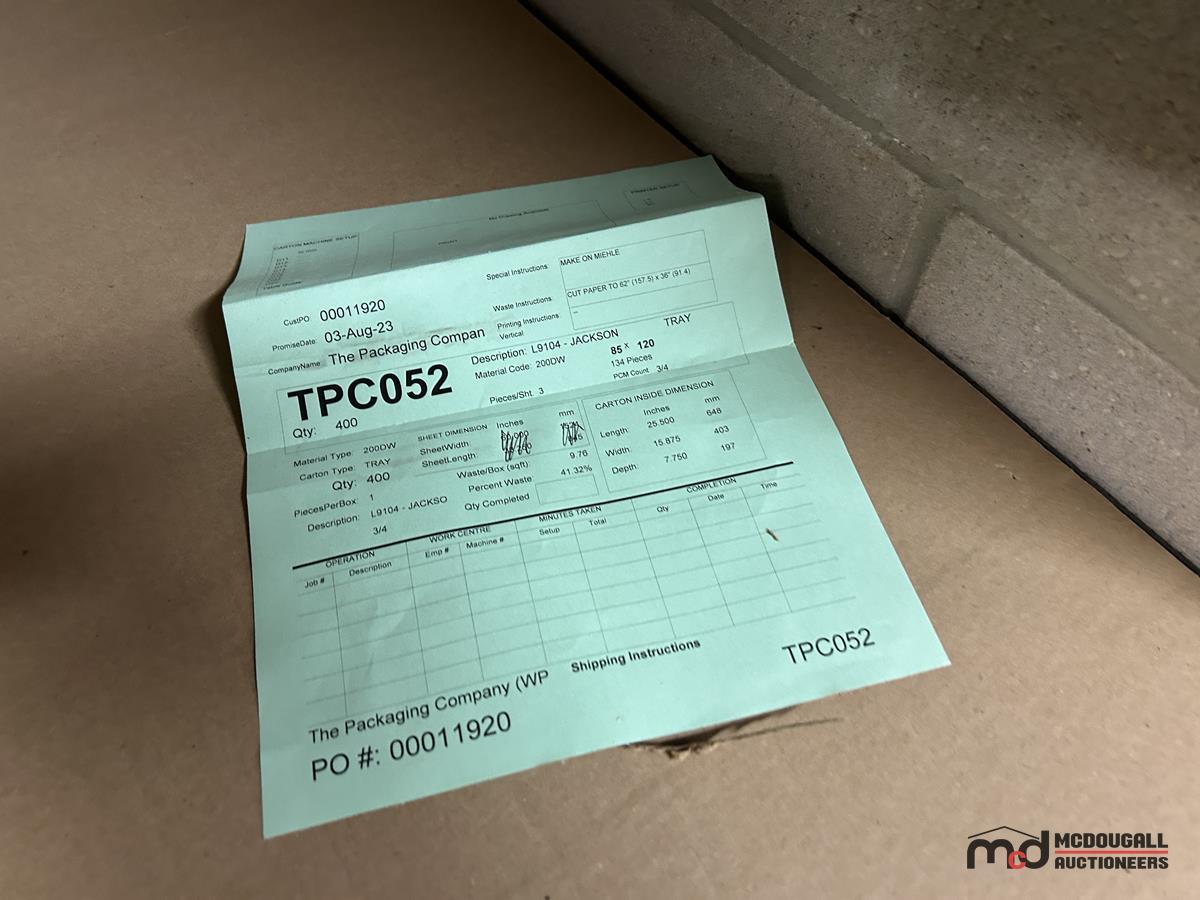 CARTON MACHINE SETUP
No Drawing Available
PRINTER SETUP
CustPO: 00011920
PromiseDate: 03-Aug-23
CompanyName The Packaging Compan
Special Instructions: MAKE ON MIEHLE
Waste Instructions: CUT PAPER TO 62" (157.5) x 36" (91.4)
Printing Instructions: --
Vertical
TPC052
Qty: 400
Description: L9104 - JACKSON TRAY
Material Code: 200DW
85 x 120
134 Pieces
Pieces/Sht 3
PCM Count 3/4
Material Type: 200DW
Carton Type: TRAY
Qty: 400
PiecesPerBox: 1
Description: L9104 - JACKSO
3/4
SHEET DIMENSION Inches mm
SheetWidth:
SheetLength:
Waste/Box (sqft): 9.76
Percent Waste 41.32%
Qty Completed
CARTON INSIDE DIMENSION
Inches mm
Length: 25.500 648
Width: 15.875 403
Depth: 7.750 197
OPERATION WORK CENTRE MINUTES TAKEN COMPLETION
Job # Description Emp # Machine # Setup Total Qty Date Time
Shipping Instructions
The Packaging Company (WP TPC052
PO #: 00011920
mcd MCDOUGALL
AUCTIONEERS